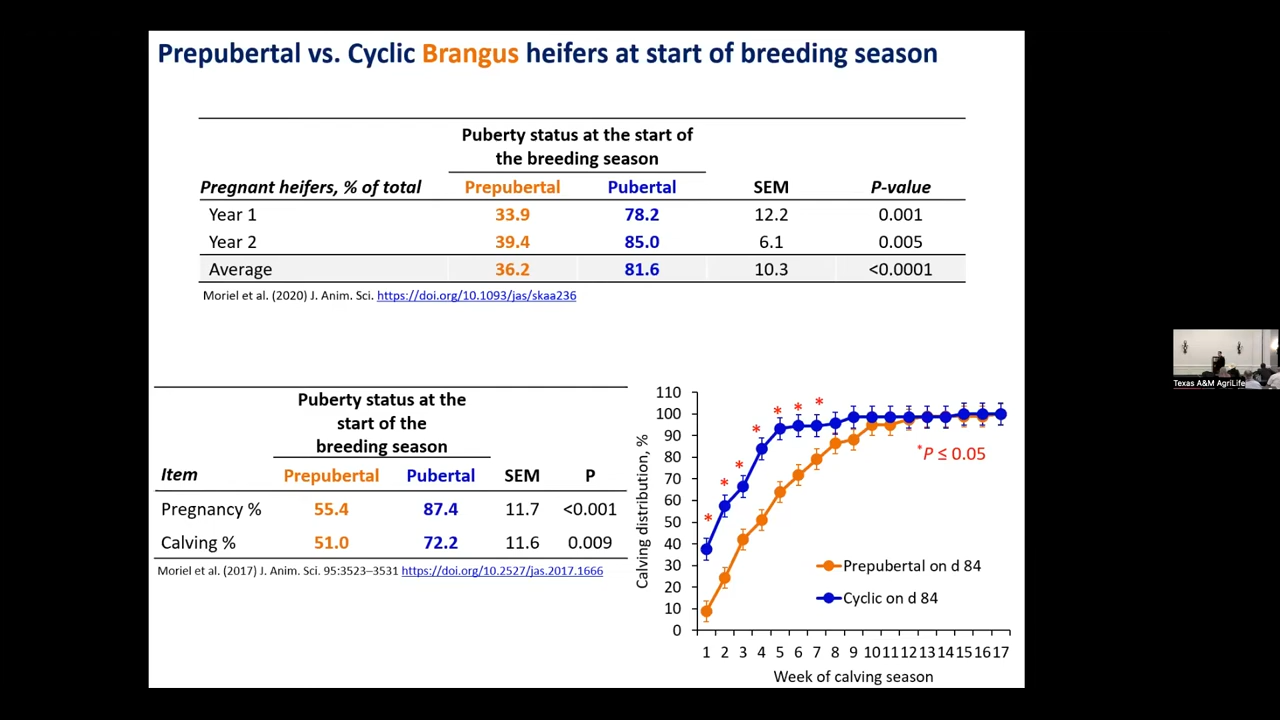 Prepubertal vs. Cyclic Brangus heifers at start of breeding season
Puberty status at the start of
the breeding season
Pregnant heifers, % of total Prepubertal Pubertal SEM P-value
Year 1 33.9 78.2 12.2 0.001
Year 2 39.4 85.0 6.1 0.005
Average 36.2 81.6 10.3 <0.0001
Moriel et al. (2020) J. Anim. Sci. https://doi.org/10.1093/jas/skaa236
Puberty status at the
start of the
breeding season
Item Prepubertal Pubertal SEM P
Pregnancy % 55.4 87.4 11.7 <0.001
Calving % 51.0 72.2 11.6 0.009
Moriel et al. (2017) J. Anim. Sci. 95:3523–3531 https://doi.org/10.2527/jas.2017.1666
Calving distribution, %
110
100
90
80
70
60
50
40
30
20
10
0
* * * * * * *
*P ≤ 0.05
Prepubertal on d 84
Cyclic on d 84
1 2 3 4 5 6 7 8 9 10 11 12 13 14 15 16 17
Week of calving season
Texas A&M AgriLife